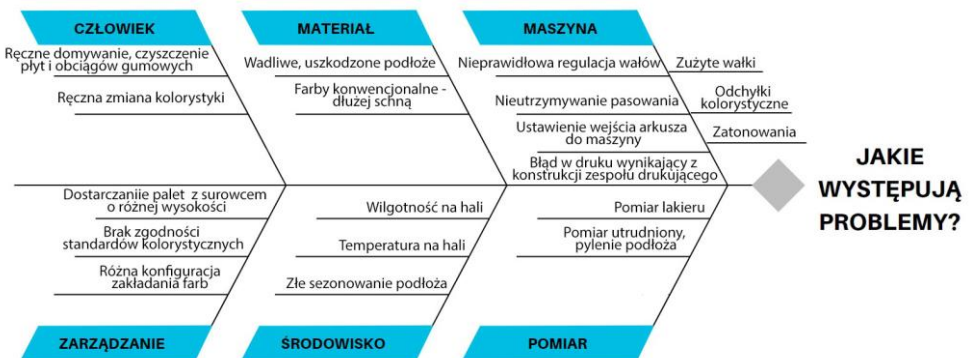 CZŁOWIEK
Ręczne domywanie, czyszczenie
płyt i obciągów gumowych
Ręczna zmiana kolorystyki
MATERIAŁ
Wadliwe, uszkodzone podłoże
Farby konwencjonalne -
dłużej schną
MASZYNA
Nieprawidłowa regulacja wałów
Nieutrzymywanie pasowania
Ustawienie wejścia arkusza
do maszyny
Błąd w druku wynikający z
konstrukcji zespołu drukującego
Zużyte wałki
Odchyłki
kolorystyczne
Zatonowania
JAKIE
WYSTĘPUJĄ
PROBLEMY?
Dostarczanie palet z surowcem
o różnej wysokości
Brak zgodności
standardów kolorystycznych
Różna konfiguracja
zakładania farb
ZARZĄDZANIE
Wilgotność na hali
Temperatura na hali
Złe sezonowanie podłoża
ŚRODOWISKO
Pomiar lakieru
Pomiar utrudniony,
pylenie podłoża
POMIAR